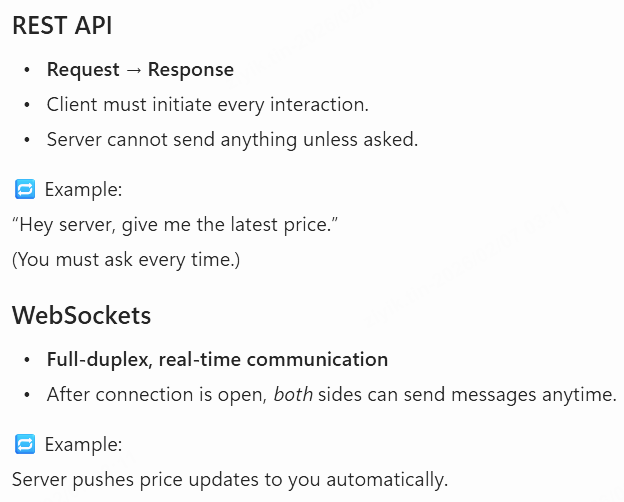 REST API
• Request → Response
• Client must initiate every interaction.
• Server cannot send anything unless asked.
🔁 Example:
“Hey server, give me the latest price.”
(You must ask every time.)
WebSockets
• Full-duplex, real-time communication
• After connection is open, both sides can send messages anytime.
🔁 Example:
Server pushes price updates to you automatically.